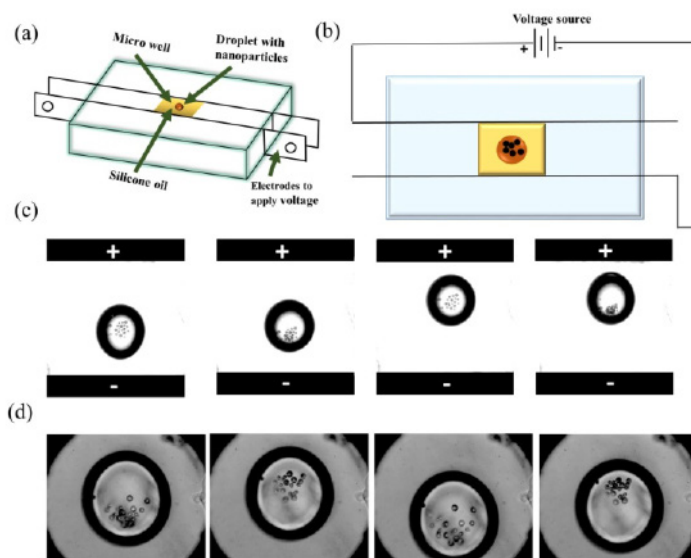 (a)
Micro well
Droplet with
nanoparticles
Silicone oil
Electrodes to
apply voltage
(b)
Voltage source
+ -
(c)
+ + + +
- - - -
(d)